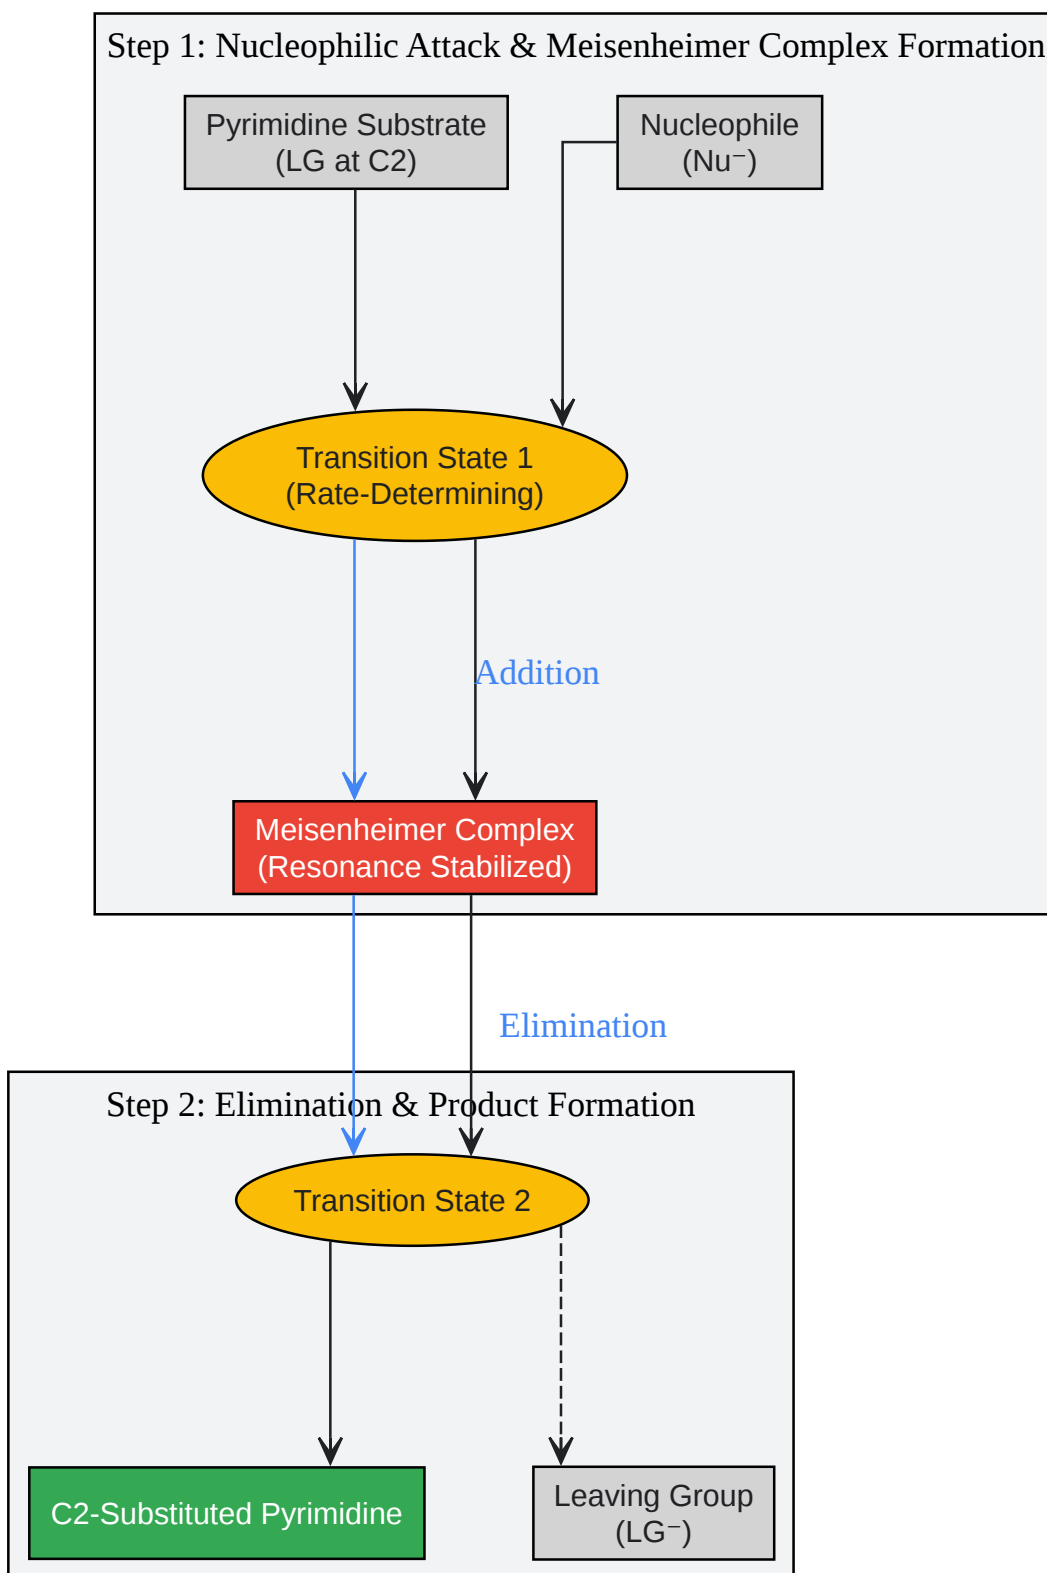 Step 1: Nucleophilic Attack & Meisenheimer Complex Formation
Pyrimidine Substrate
(LG at C2)
Nucleophile
(Nu⁻)
Transition State 1
(Rate-Determining)
Addition
Meisenheimer Complex
(Resonance Stabilized)
Elimination
Step 2: Elimination & Product Formation
Transition State 2
C2-Substituted Pyrimidine
Leaving Group
(LG⁻)